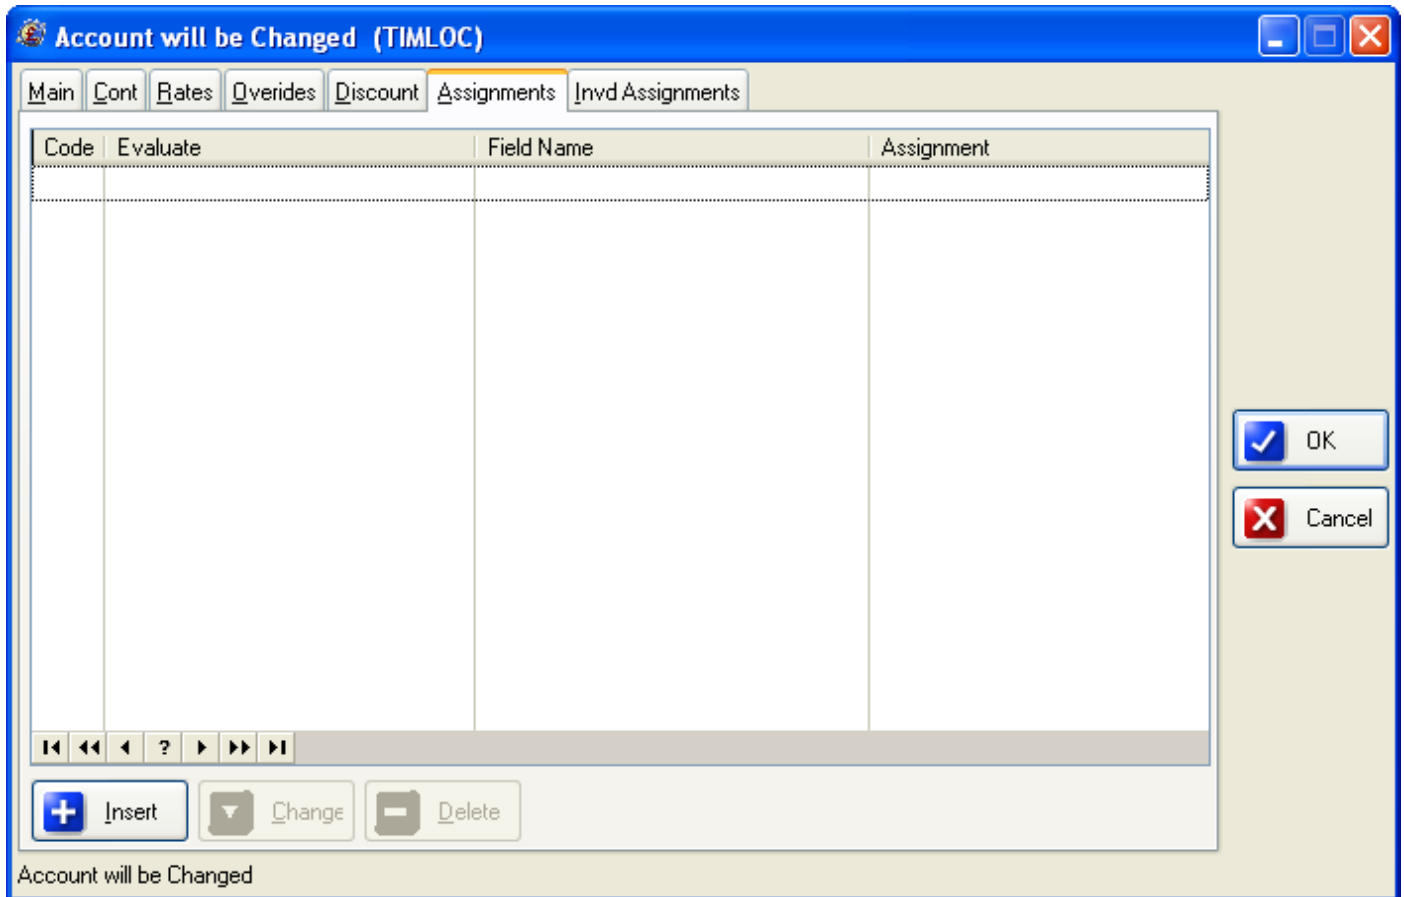 Account will be Changed (TIMLOC)
Main Cont Rates Overides Discount Assignments Invd Assignments
Code Evaluate Field Name Assignment
OK
Cancel
?
Insert Change Delete
Account will be Changed